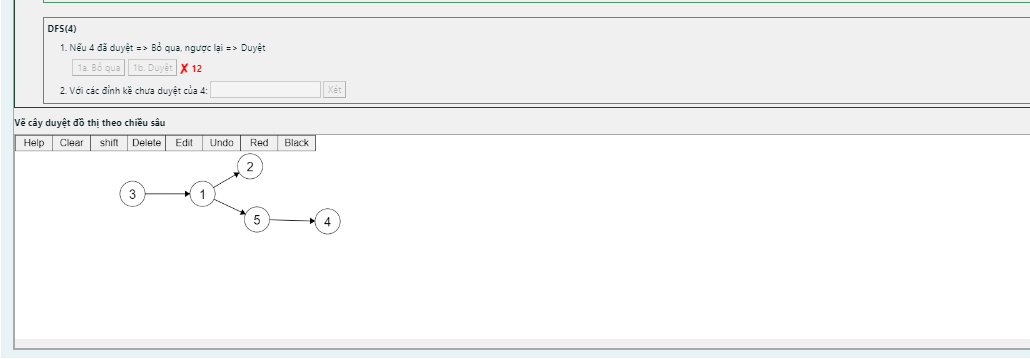 DFS(4)
1. Nếu 4 đã duyệt => Bỏ qua, ngược lại => Duyệt
1a. Bỏ qua 1b. Duyệt ✗ 12
2. Với các đỉnh kề chưa duyệt của 4: Xét
Vẽ cây duyệt đồ thị theo chiều sâu
Help Clear shift Delete Edit Undo Red Black
2
3 1
5 4